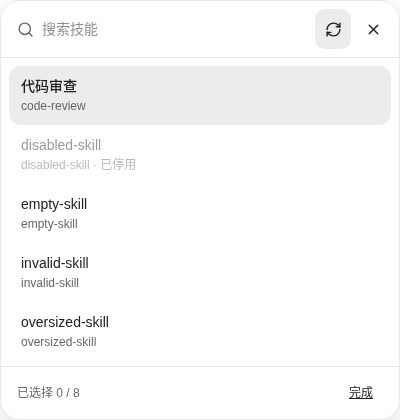 搜索技能
代码审查
code-review
disabled-skill
disabled-skill · 已停用
empty-skill
empty-skill
invalid-skill
invalid-skill
oversized-skill
oversized-skill
已选择 0 / 8
完成